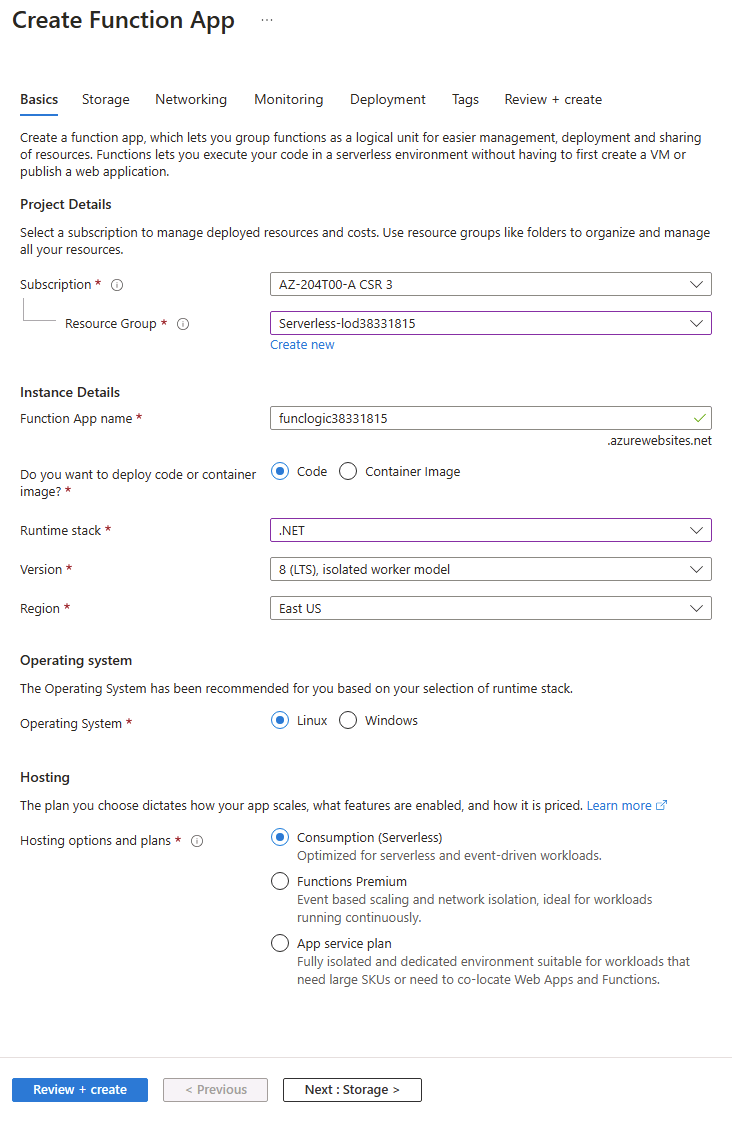 Create Function App ...
Basics Storage Networking Monitoring Deployment Tags Review + create
Create a function app, which lets you group functions as a logical unit for easier management, deployment and sharing
of resources. Functions lets you execute your code in a serverless environment without having to first create a VM or
publish a web application.
Project Details
Select a subscription to manage deployed resources and costs. Use resource groups like folders to organize and manage
all your resources.
Subscription * AZ-204T00-A CSR 3
Resource Group * Serverless-lod38331815
Create new
Instance Details
Function App name * funclogic38331815
.azurewebsites.net
Do you want to deploy code or container
image? *
Code Container Image
Runtime stack * .NET
Version * 8 (LTS), isolated worker model
Region * East US
Operating system
The Operating System has been recommended for you based on your selection of runtime stack.
Operating System * Linux Windows
Hosting
The plan you choose dictates how your app scales, what features are enabled, and how it is priced. Learn more
Hosting options and plans * Consumption (Serverless)
Optimized for serverless and event-driven workloads.
Functions Premium
Event based scaling and network isolation, ideal for workloads
running continuously.
App service plan
Fully isolated and dedicated environment suitable for workloads that
need large SKUs or need to co-locate Web Apps and Functions.
Review + create < Previous Next : Storage >